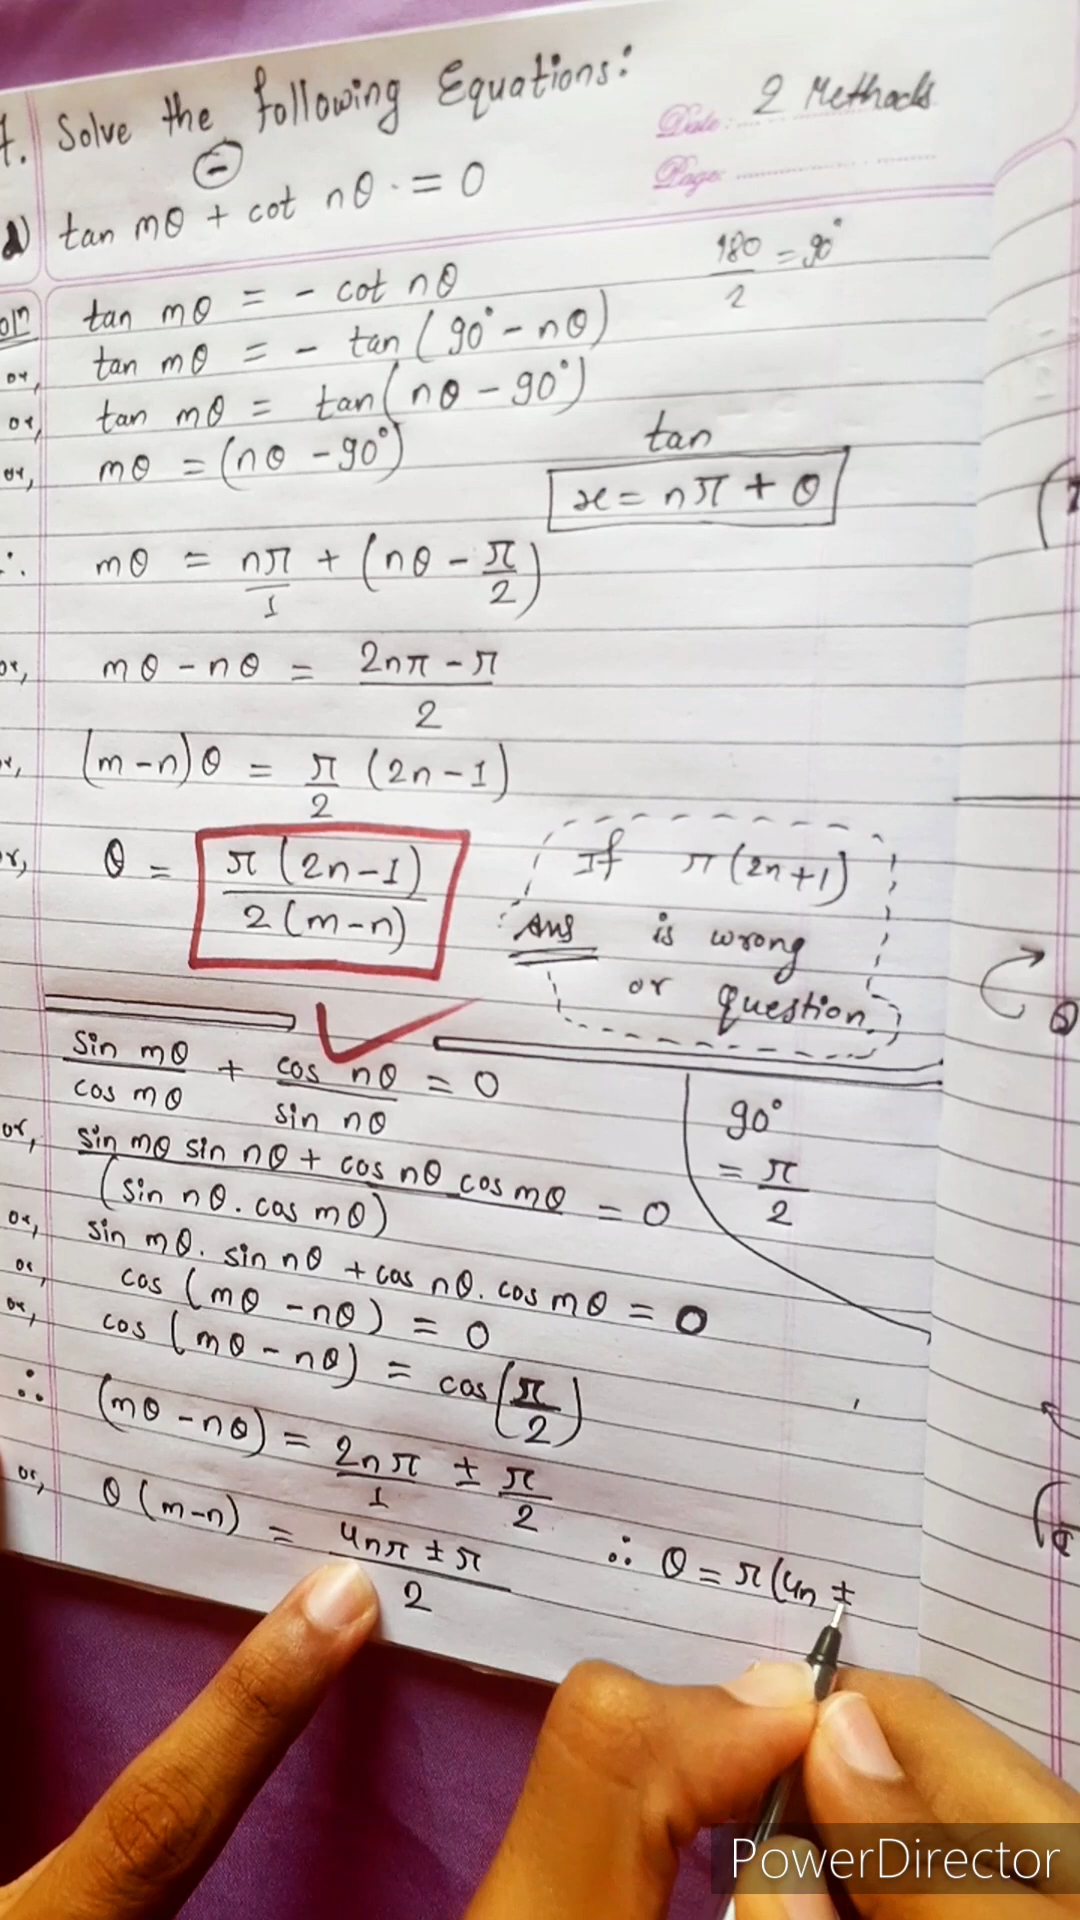 7. Solve the following Equations:
2 Methods
Date:
Page:
(-)
a) tan mθ + cot nθ. = 0
180/2 = 90°
Solⁿ tan mθ = - cot nθ
or, tan mθ = - tan (90° - nθ)
or, tan mθ = tan (nθ - 90°)
or, mθ = (nθ - 90°)
tan
x = nπ + θ
∴ mθ = nπ/1 + (nθ - π/2)
or, mθ - nθ = (2nπ - π)/2
or, (m-n)θ = π/2 (2n-1)
or, θ = π(2n-1)/2(m-n)
If π(2n+1)
Ans is wrong
or question.
sin mθ/cos mθ + cos nθ/sin nθ = 0
or, sin mθ sin nθ + cos nθ cos mθ/(sin nθ. cos mθ) = 0
or, sin mθ. sin nθ + cos nθ. cos mθ = 0
or, cos (mθ - nθ) = 0
or, cos (mθ - nθ) = cos (π/2)
∴ (mθ - nθ) = 2nπ/1 ± π/2
or, θ(m-n) = (4nπ ± π)/2
∴ θ = π(4n ±
90°
= π/2
PowerDirector